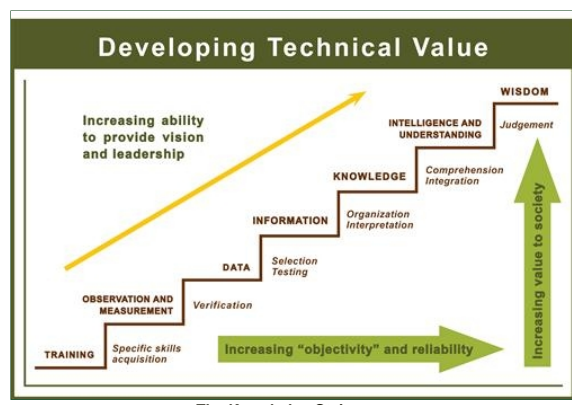 Developing Technical Value
Increasing ability
to provide vision
and leadership
WISDOM
Judgement
INTELLIGENCE AND
UNDERSTANDING
Comprehension
Integration
KNOWLEDGE
Organization
Interpretation
INFORMATION
Selection
Testing
DATA
Verification
OBSERVATION AND
MEASUREMENT
Specific skills
acquisition
TRAINING
Increasing "objectivity" and reliability
Increasing value to society